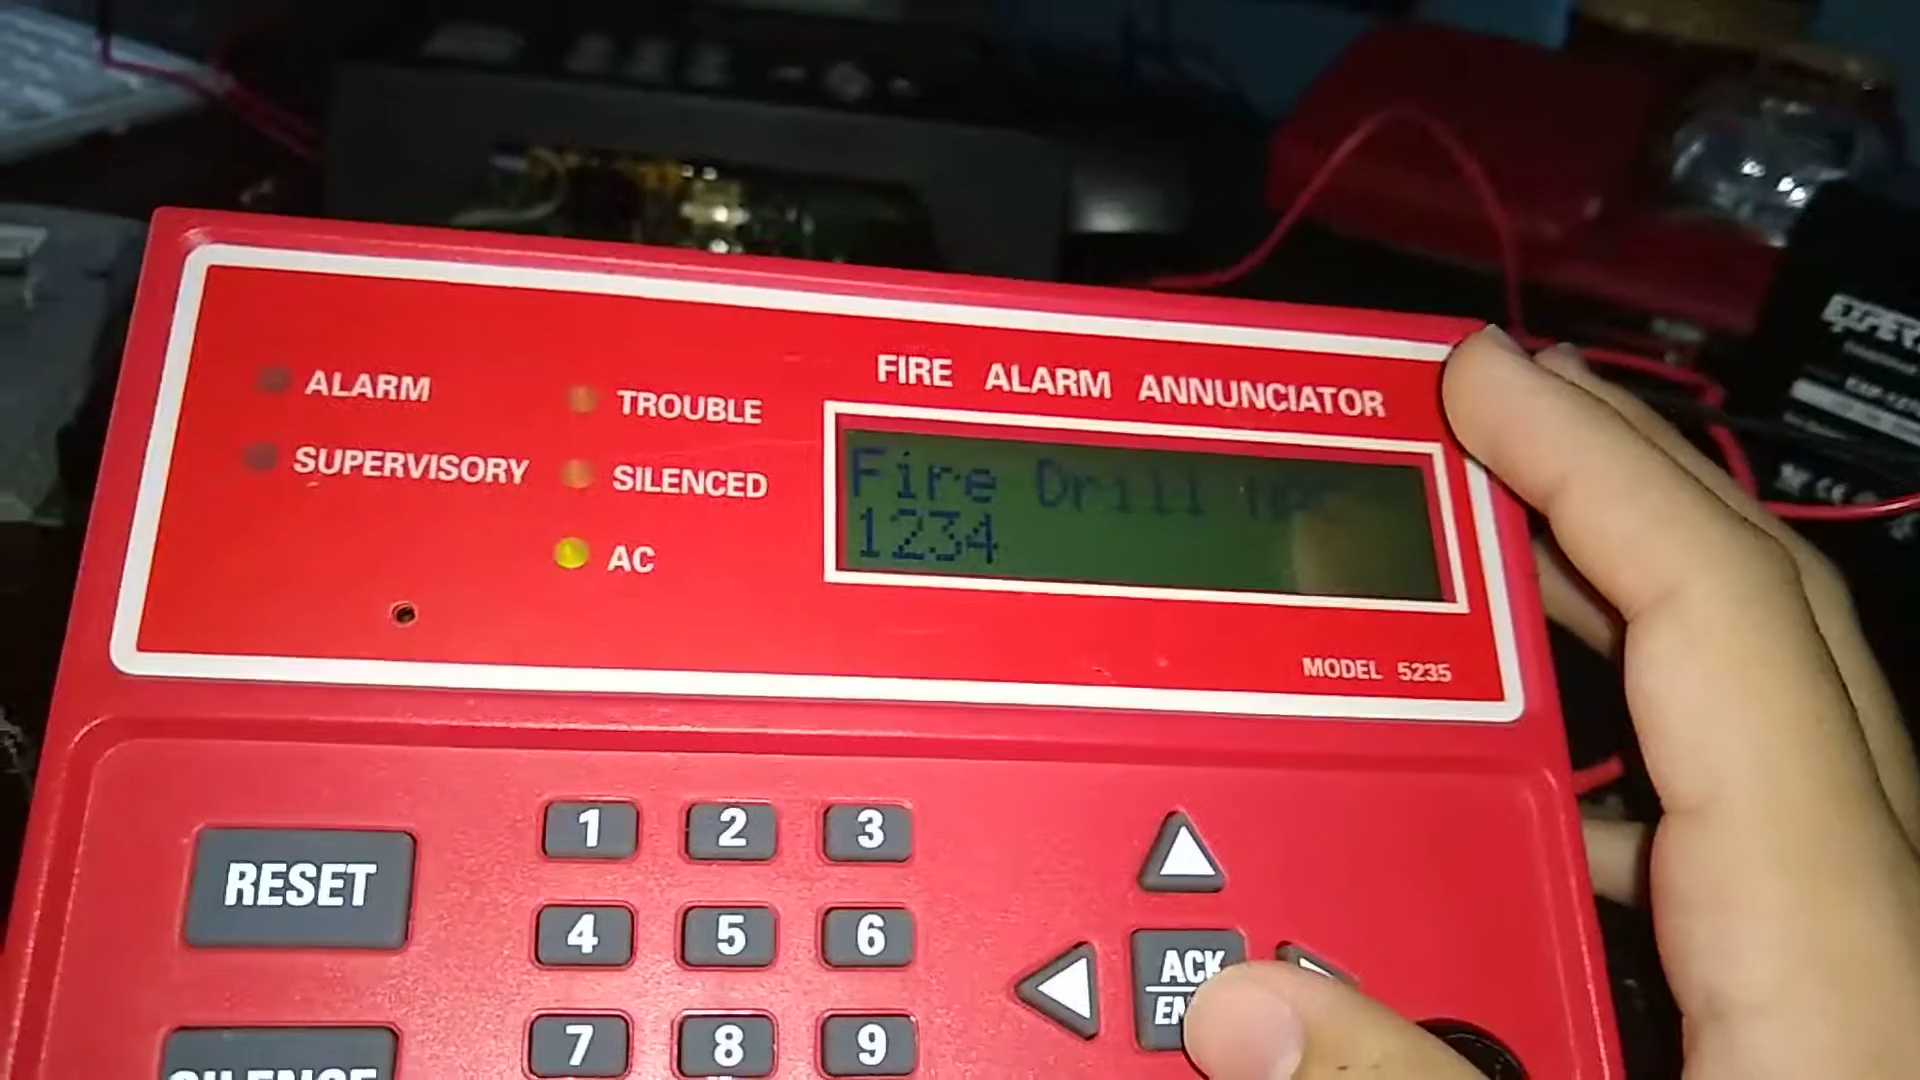 FIRE ALARM ANNUNCIATOR
ALARM
TROUBLE
SUPERVISORY
SILENCED
AC
Fire Drill
1234
MODEL 5235
RESET
1 2 3
4 5 6
7 8 9
ACK
SILENCE